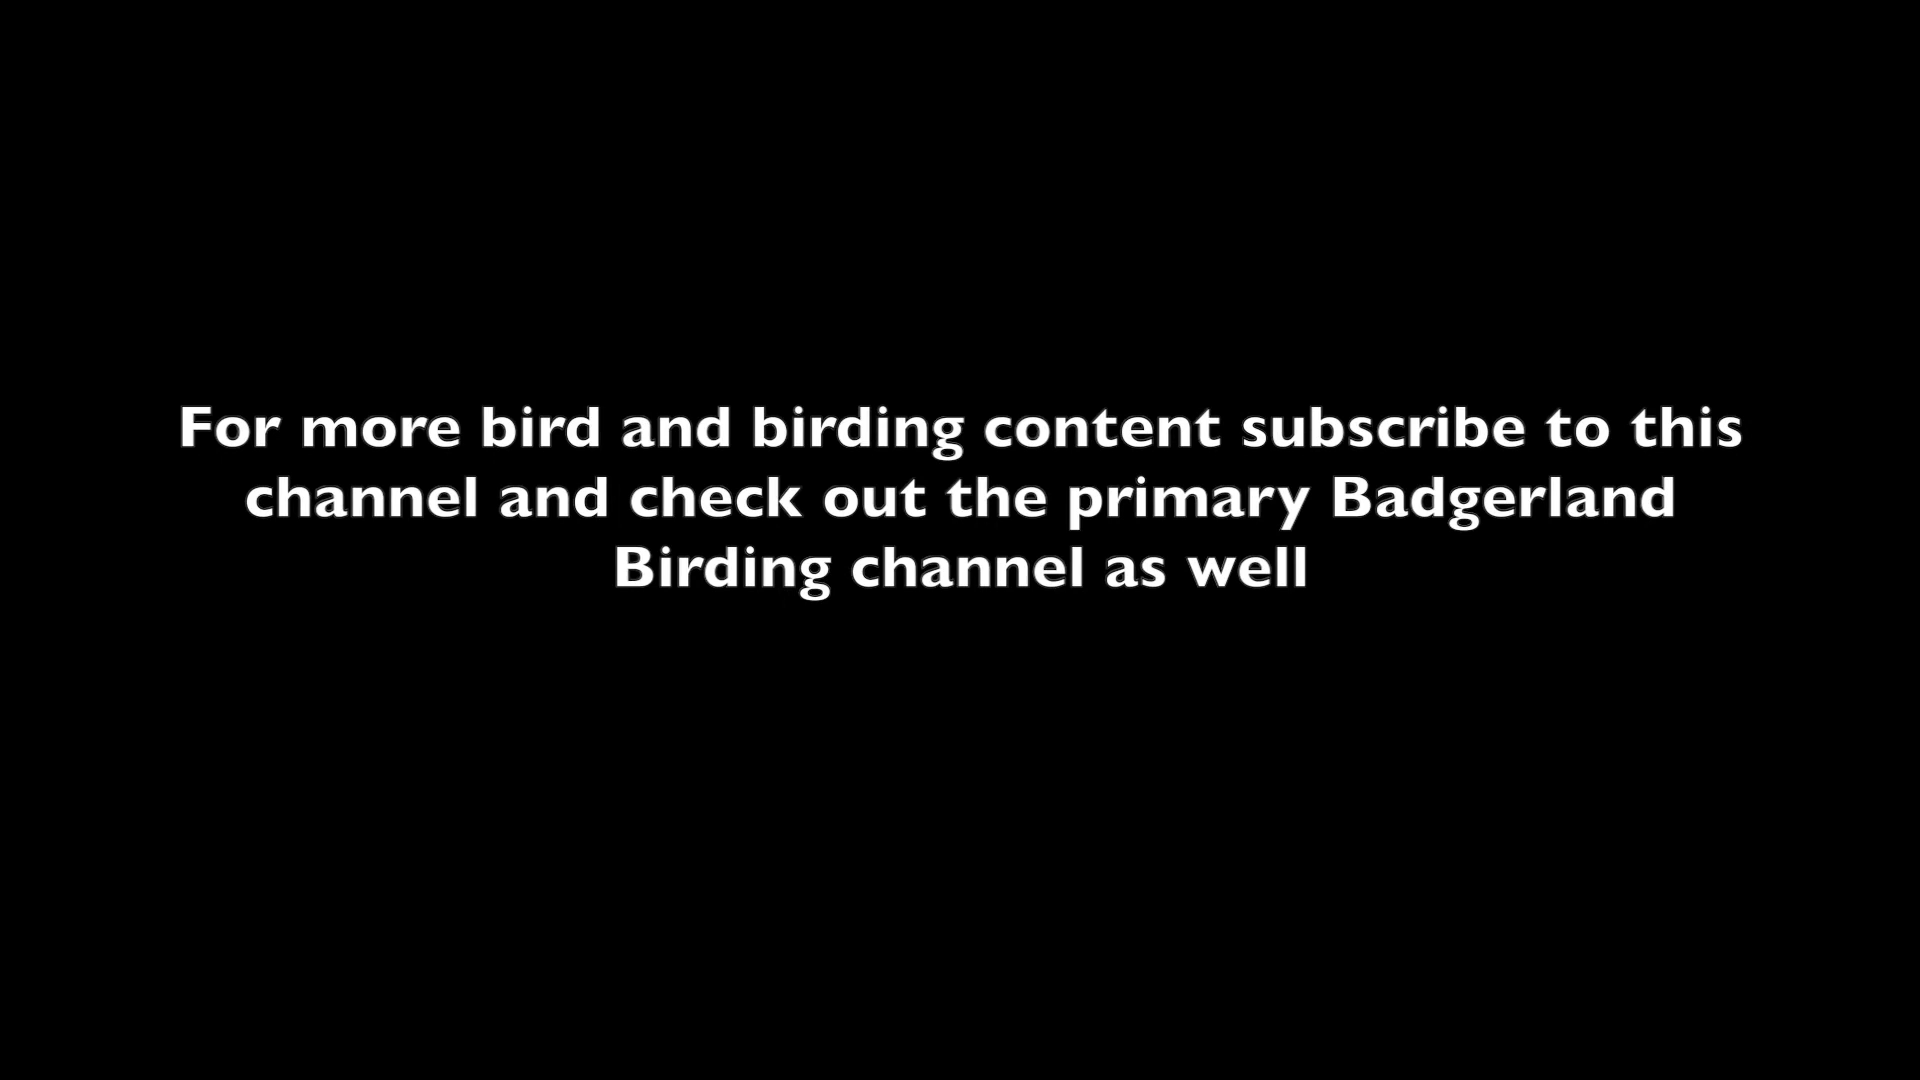 For more bird and birding content subscribe to this
channel and check out the primary Badgerland
Birding channel as well